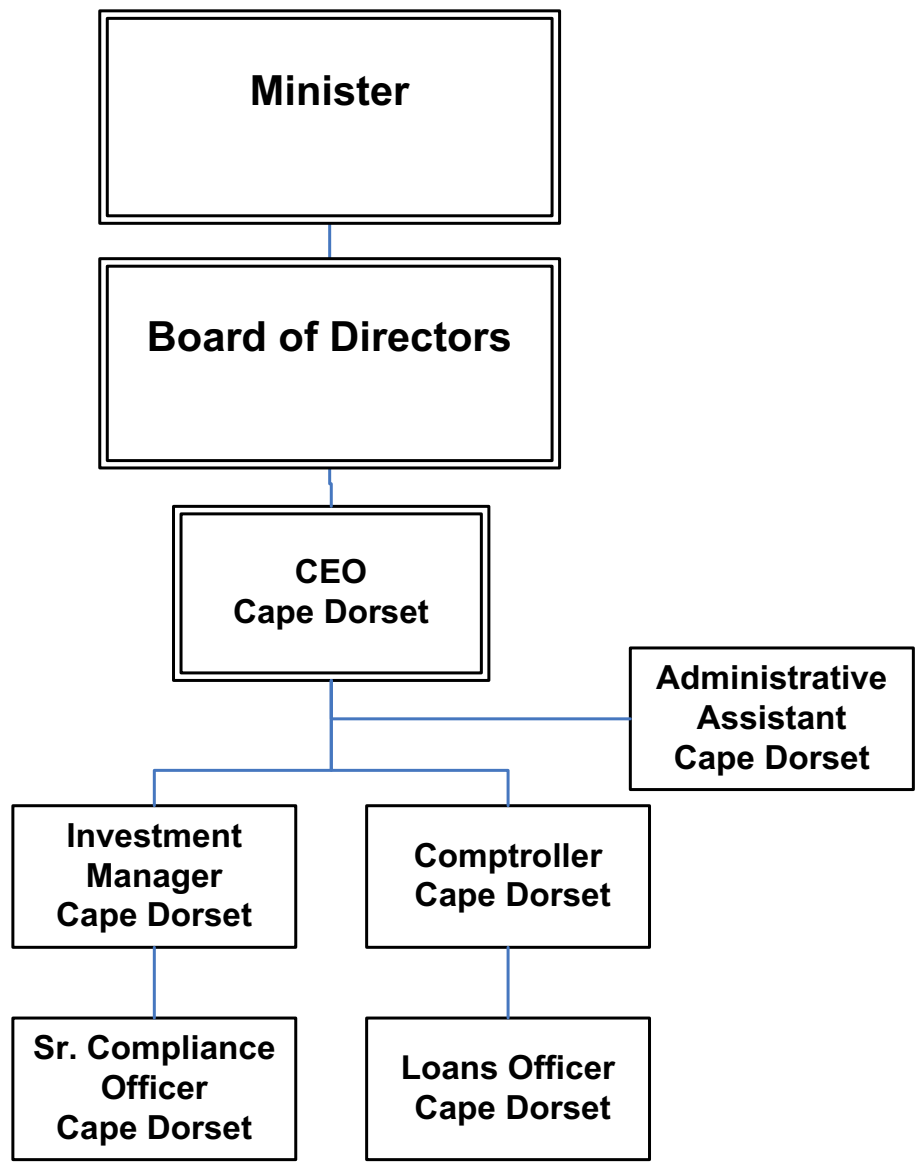 Minister
Board of Directors
CEO
Cape Dorset
Administrative
Assistant
Cape Dorset
Investment
Manager
Cape Dorset
Comptroller
Cape Dorset
Sr. Compliance
Officer
Cape Dorset
Loans Officer
Cape Dorset